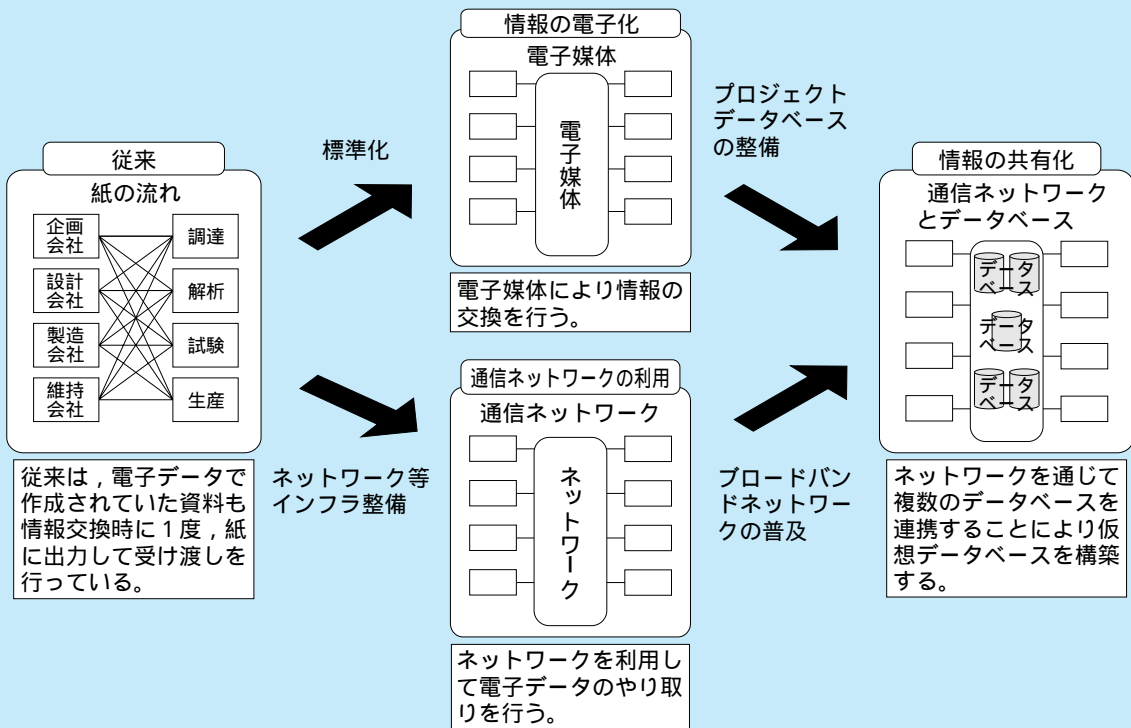 従来
紙の流れ
企画
会社
設計
会社
製造
会社
維持
会社
調達
解析
試験
生産
従来は，電子データで
作成されていた資料も
情報交換時に１度，紙
に出力して受け渡しを
行っている。
標準化
ネットワーク等
インフラ整備
情報の電子化
電子媒体
電子媒体
電子媒体により情報の
交換を行う。
通信ネットワークの利用
通信ネットワーク
ネットワーク
ネットワークを利用し
て電子データのやり取
りを行う。
プロジェクト
データベース
の整備
ブロードバン
ドネットワー
クの普及
情報の共有化
通信ネットワーク
とデータベース
データ
ベース
データ
ベース
データ
ベース
ネットワークを通じて
複数のデータベースを
連携することにより仮
想データベースを構築
する。